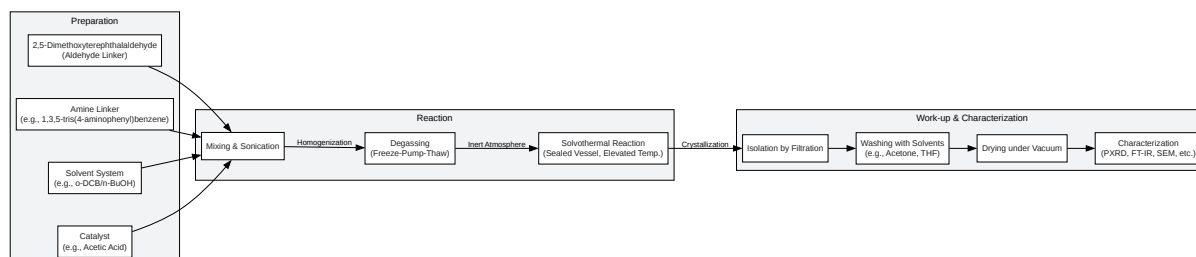 Preparation
2,5-Dimethoxyterephthalaldehyde
(Aldehyde Linker)
Amine Linker
(e.g., 1,3,5-tris(4-aminophenyl)benzene)
Solvent System
(e.g., o-DCB/n-BuOH)
Catalyst
(e.g., Acetic Acid)
Reaction
Mixing & Sonication
Homogenization
Degassing
(Freeze-Pump-Thaw)
Inert Atmosphere
Solvothermal Reaction
(Sealed Vessel, Elevated Temp.)
Crystallization
Work-up & Characterization
Isolation by Filtration
Washing with Solvents
(e.g., Acetone, THF)
Drying under Vacuum
Characterization
(PXRD, FT-IR, SEM, etc.)